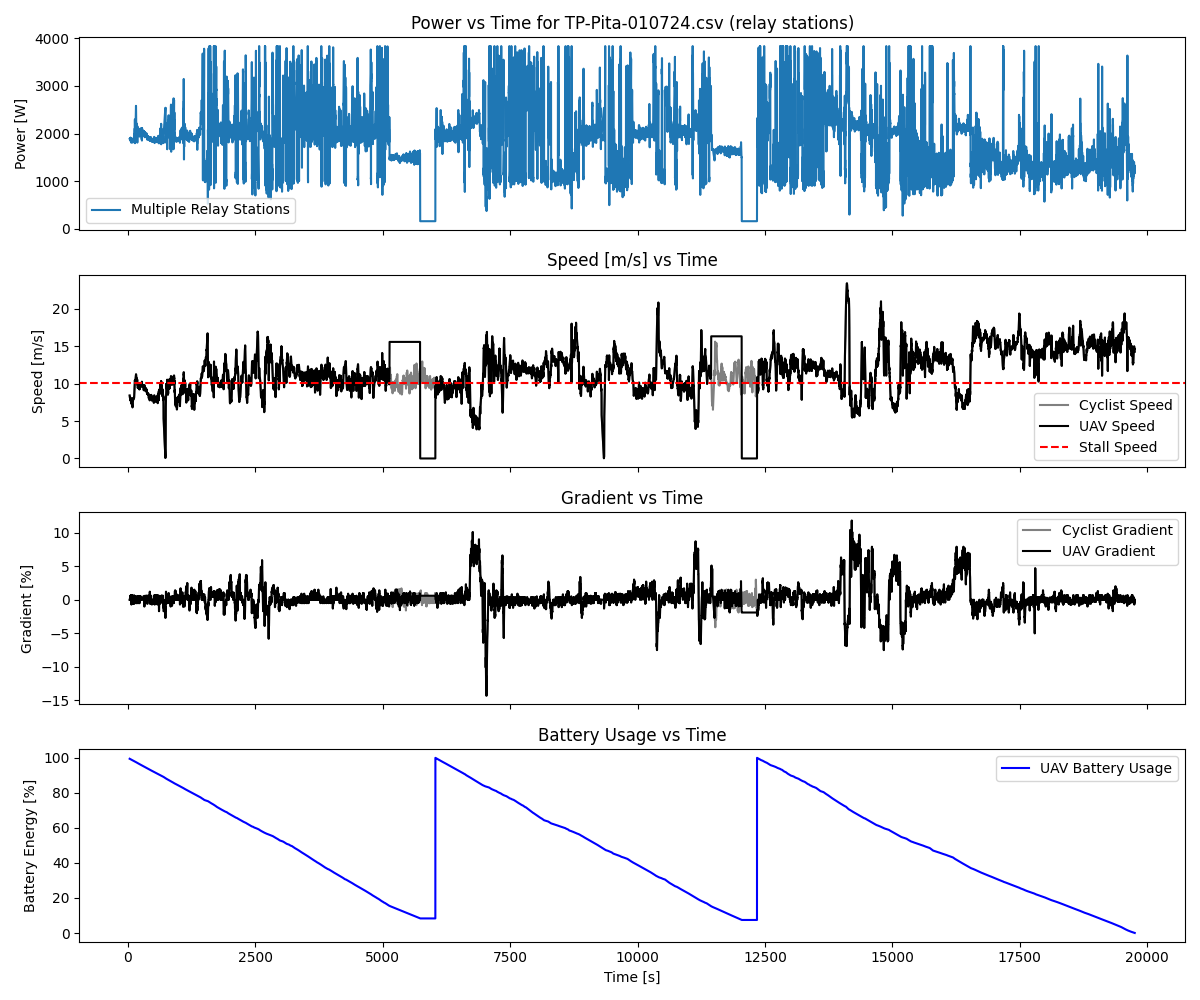 Power vs Time for TP-Pita-010724.csv (relay stations)
4000
3000
2000
1000
0
Power [W]
Multiple Relay Stations
Speed [m/s] vs Time
20
15
10
5
0
Speed [m/s]
Cyclist Speed
UAV Speed
Stall Speed
Gradient vs Time
10
5
0
−5
−10
−15
Gradient [%]
Cyclist Gradient
UAV Gradient
Battery Usage vs Time
100
80
60
40
20
0
Battery Energy [%]
UAV Battery Usage
0 2500 5000 7500 10000 12500 15000 17500 20000
Time [s]